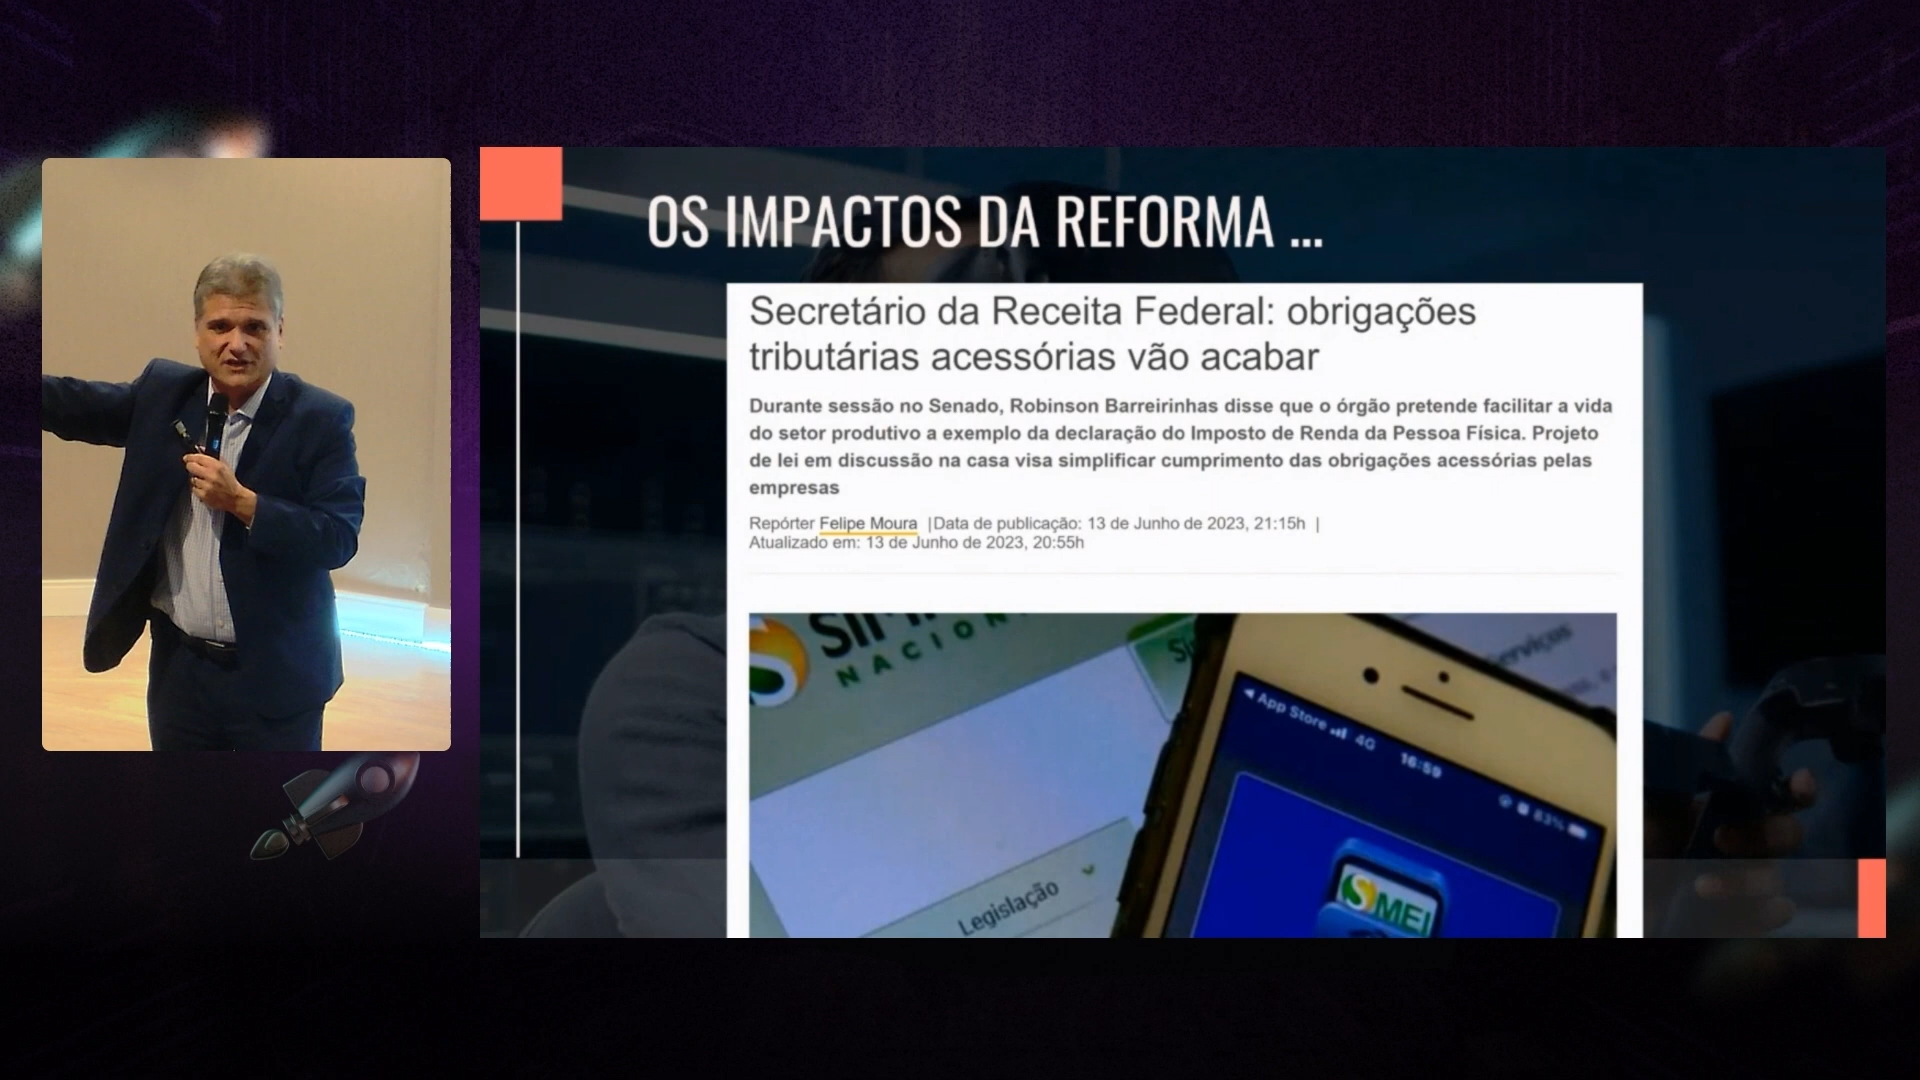 OS IMPACTOS DA REFORMA ...
Secretário da Receita Federal: obrigações
tributárias acessórias vão acabar
Durante sessão no Senado, Robinson Barreirinhas disse que o órgão pretende facilitar a vida
do setor produtivo a exemplo da declaração do Imposto de Renda da Pessoa Física. Projeto
de lei em discussão na casa visa simplificar cumprimento das obrigações acessórias pelas
empresas
Repórter Felipe Moura |Data de publicação: 13 de Junho de 2023, 21:15h |
Atualizado em: 13 de Junho de 2023, 20:55h
NACION
Serviços
App Store 4G 16:59 83%
Legislação
MEI